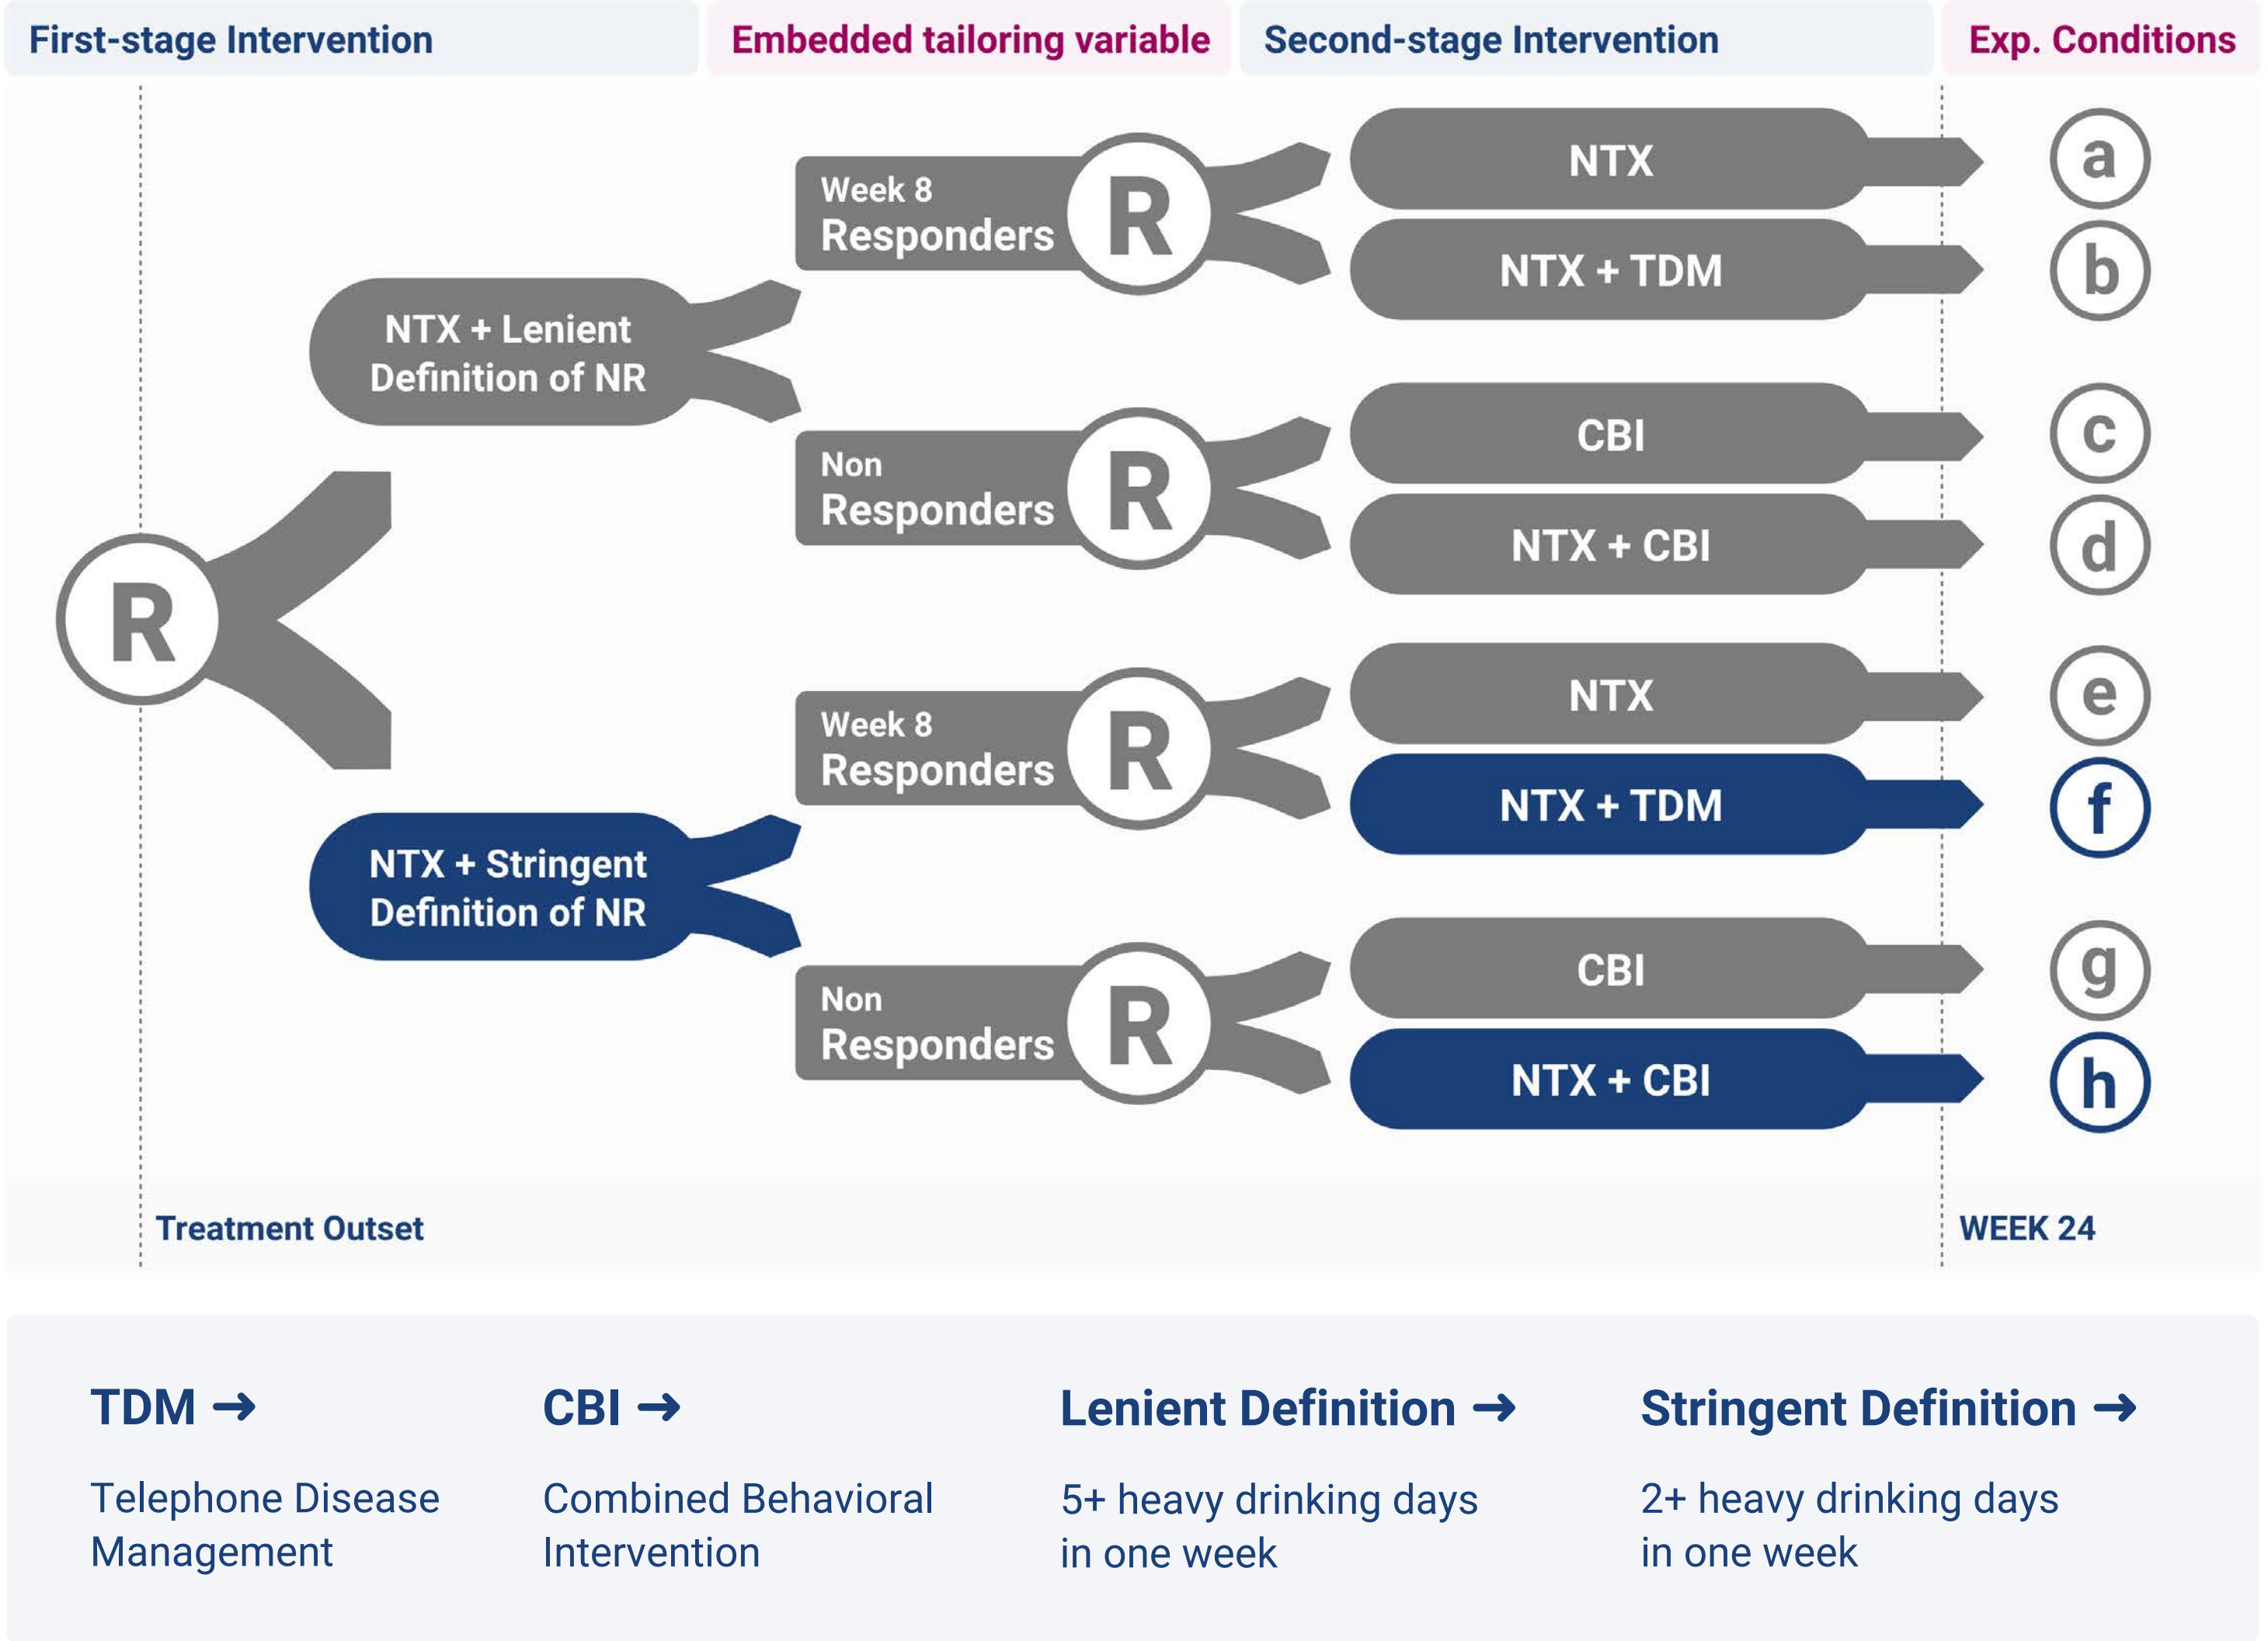 First-stage Intervention
Embedded tailoring variable
Second-stage Intervention
Exp. Conditions
R
NTX + Lenient
Definition of NR
Week 8
Responders
R
NTX
a
NTX + TDM
b
Non
Responders
R
CBI
c
NTX + CBI
d
NTX + Stringent
Definition of NR
Week 8
Responders
R
NTX
e
NTX + TDM
f
Non
Responders
R
CBI
g
NTX + CBI
h
Treatment Outset
WEEK 24
TDM →
Telephone Disease
Management
CBI →
Combined Behavioral
Intervention
Lenient Definition →
5+ heavy drinking days
in one week
Stringent Definition →
2+ heavy drinking days
in one week